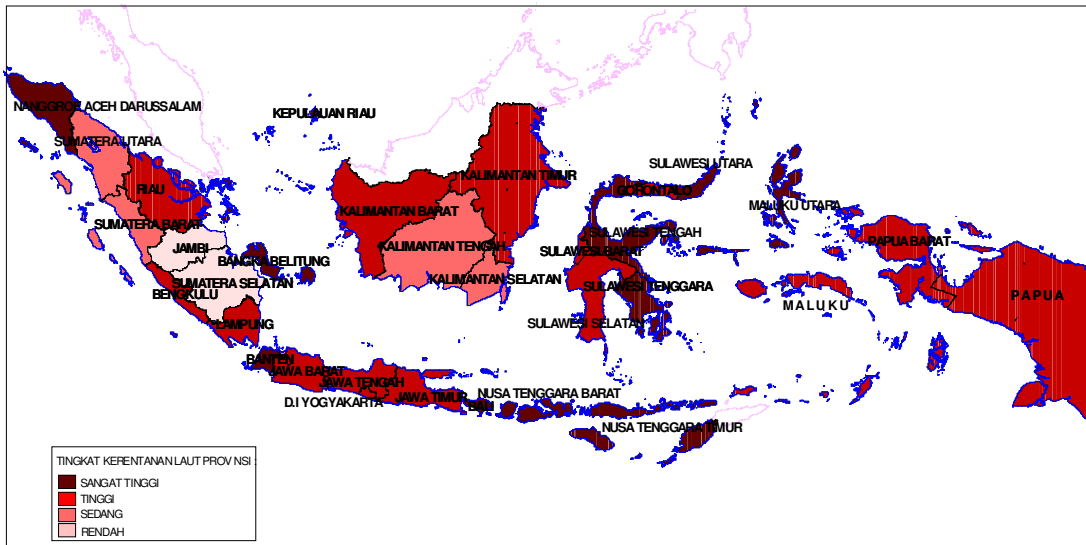 NANGGROE ACEH DARUSSALAM
SUMATERA UTARA
RIAU
KEPULAUAN RIAU
SUMATERA BARAT
JAMBI
BANGKA BELITUNG
SUMATERA SELATAN
BENGKULU
LAMPUNG
KALIMANTAN TIMUR
KALIMANTAN BARAT
KALIMANTAN TENGAH
KALIMANTAN SELATAN
SULAWESI UTARA
GORONTALO
SULAWESI TENGAH
SULAWESI BARAT
SULAWESI TENGGARA
SULAWESI SELATAN
MALUKU UTARA
MALUKU
PAPUA BARAT
PAPUA
BANTEN
JAWA BARAT
JAWA TENGAH
D.I YOGYAKARTA
JAWA TIMUR
BALI
NUSA TENGGARA BARAT
NUSA TENGGARA TIMUR
TINGKAT KERENTANAN LAUT PROVNSI :
SANGAT TINGGI
TINGGI
SEDANG
RENDAH